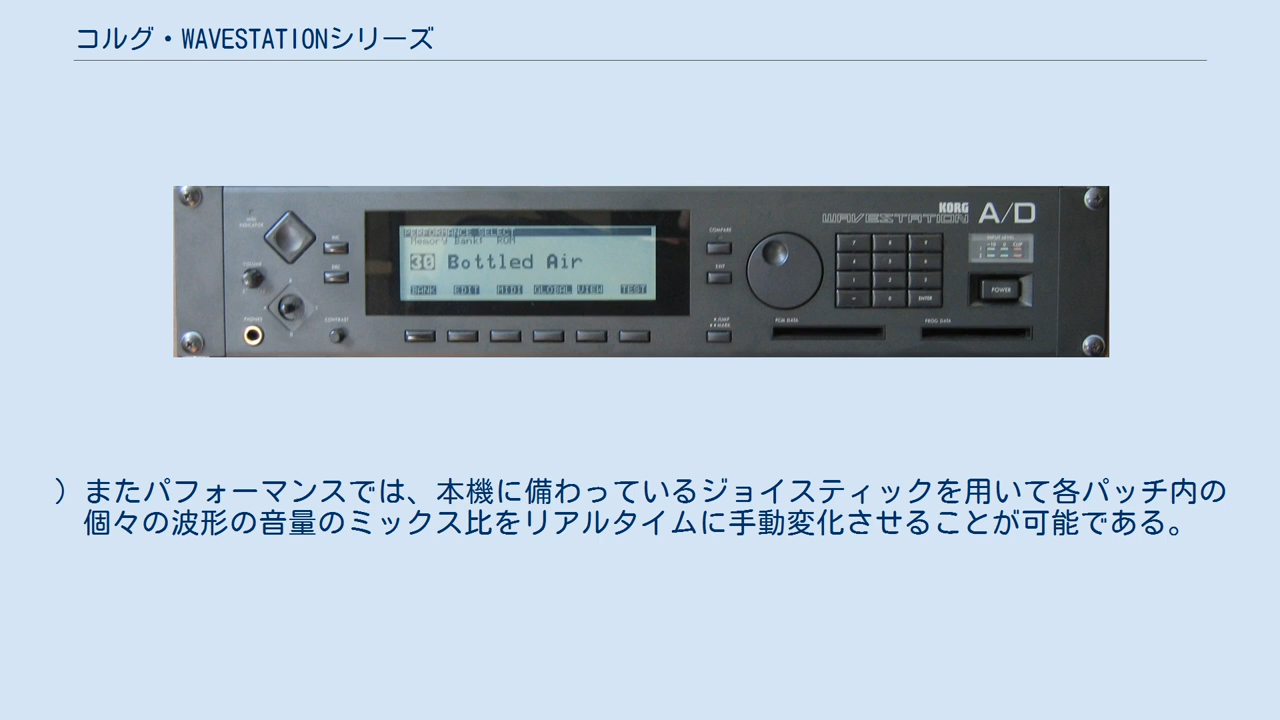 コルグ・WAVESTATIONシリーズ
KORG
WAVESTATION A/D
PERFORMANCE SELECT
Memory Bank: ROM
30 Bottled Air
BANK EDIT MIDI GLOBAL VIEW TEST
COMPARE
EXIT
POWER
ENTER
VOLUME
PHONES
CONTRAST
PCM DATA
PROG DATA
）またパフォーマンスでは、本機に備わっているジョイスティックを用いて各パッチ内の
個々の波形の音量のミックス比をリアルタイムに手動変化させることが可能である。